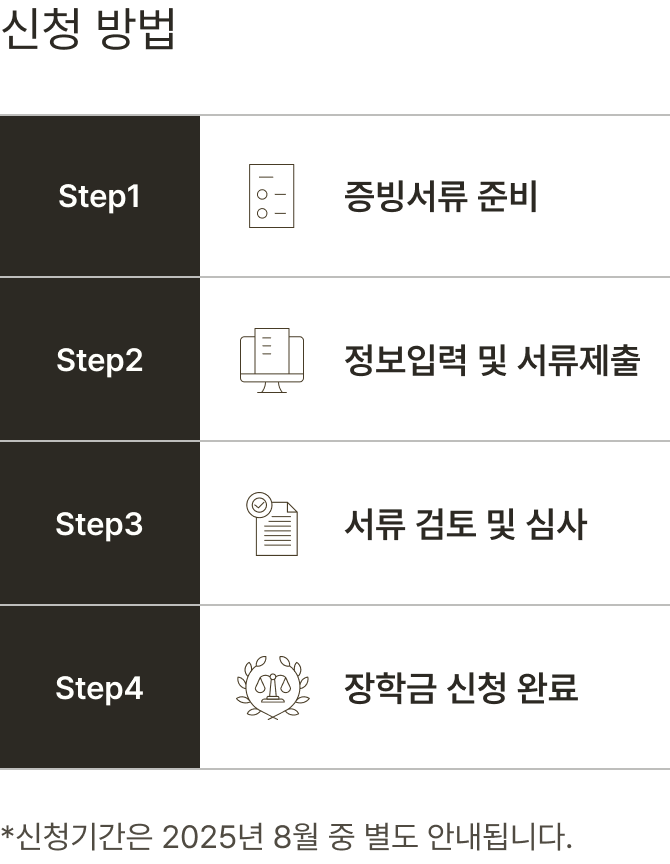 신청 방법
Step1
증빙서류 준비
Step2
정보입력 및 서류제출
Step3
서류 검토 및 심사
Step4
장학금 신청 완료
*신청기간은 2025년 8월 중 별도 안내됩니다.